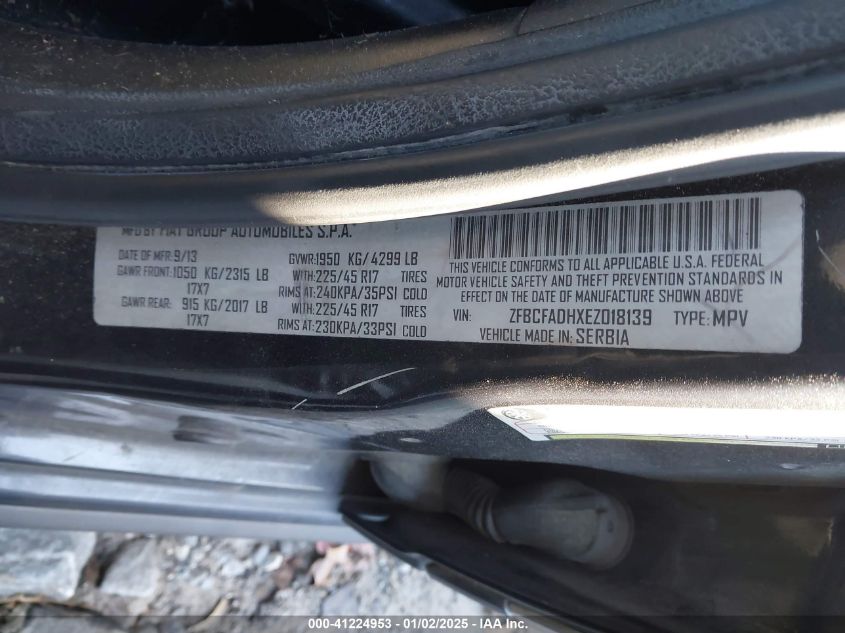 MFD BY FIAT GROUP AUTOMOBILES S.P.A.
DATE OF MFR: 9/13 GVWR:1950 KG/4299 LB
GAWR FRONT:1050 KG/2315 LB WITH:225/45 R17 TIRES
17X7 RIMS AT:240KPA/35PSI COLD
GAWR REAR: 915 KG/2017 LB WITH:225/45 R17 TIRES
17X7 RIMS AT:230KPA/33PSI COLD
THIS VEHICLE CONFORMS TO ALL APPLICABLE U.S.A. FEDERAL
MOTOR VEHICLE SAFETY AND THEFT PREVENTION STANDARDS IN
EFFECT ON THE DATE OF MANUFACTURE SHOWN ABOVE
VIN: ZFBCFADHXEZ018139 TYPE: MPV
VEHICLE MADE IN: SERBIA
000-41224953 01/02/2025 IAAI.COM